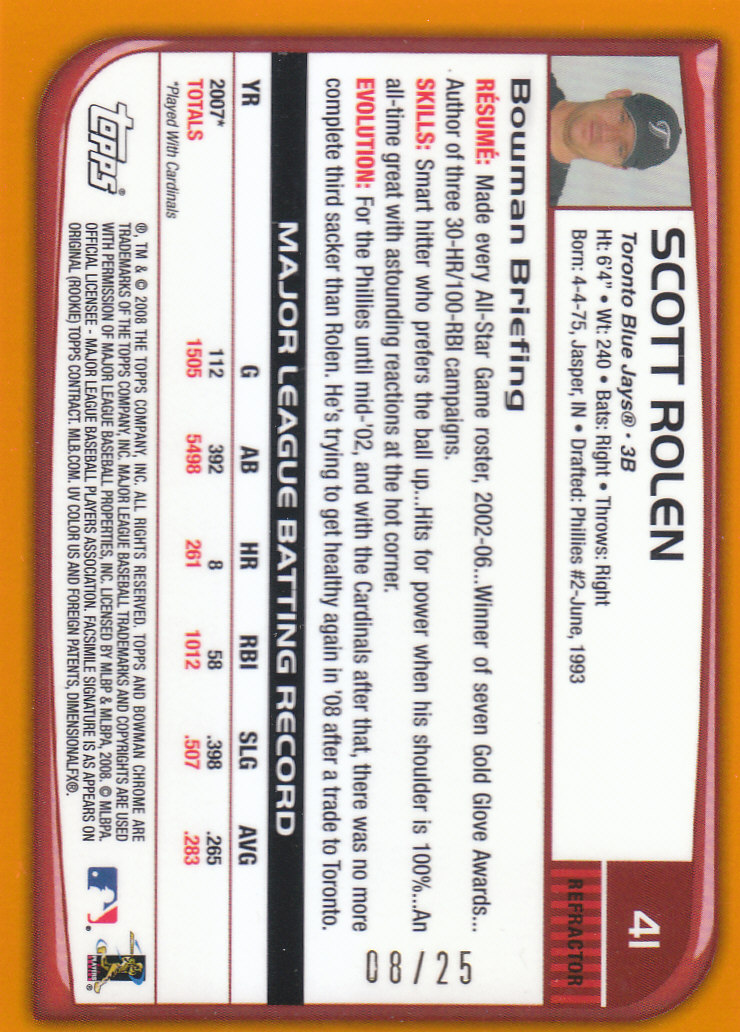 SCOTT ROLEN
Toronto Blue Jays® • 3B
Ht: 6'4" • Wt: 240 • Bats: Right • Throws: Right
Born: 4-4-75, Jasper, IN • Drafted: Phillies #2-June, 1993
41
REFRACTOR
Bowman Briefing
RÉSUMÉ: Made every All-Star Game roster, 2002-06...Winner of seven Gold Glove Awards...
Author of three 30-HR/100-RBI campaigns.
SKILLS: Smart hitter who prefers the ball up...Hits for power when his shoulder is 100%...An
all-time great with astounding reactions at the hot corner.
EVOLUTION: For the Phillies until mid-'02, and with the Cardinals after that, there was no more
complete third sacker than Rolen. He's trying to get healthy again in '08 after a trade to Toronto.
08/25
MAJOR LEAGUE BATTING RECORD
YR G AB HR RBI SLG AVG
2007* 112 392 8 58 .398 .265
TOTALS 1505 5498 261 1012 .507 .283
*Played With Cardinals
topps®
®, TM & © 2008 THE TOPPS COMPANY, INC. ALL RIGHTS RESERVED. TOPPS AND BOWMAN CHROME ARE
TRADEMARKS OF THE TOPPS COMPANY, INC. MAJOR LEAGUE BASEBALL TRADEMARKS AND COPYRIGHTS ARE USED
WITH PERMISSION OF MAJOR LEAGUE BASEBALL PROPERTIES, INC. LICENSED BY MLBP & MLBPA, 2008. © MLBPA.
OFFICIAL LICENSEE - MAJOR LEAGUE BASEBALL PLAYERS ASSOCIATION. FACSIMILE SIGNATURE IS AS APPEARS ON
ORIGINAL (ROOKIE) TOPPS CONTRACT. MLB.COM. UV COLOR US AND FOREIGN PATENTS, DIMENSIONALFX®.